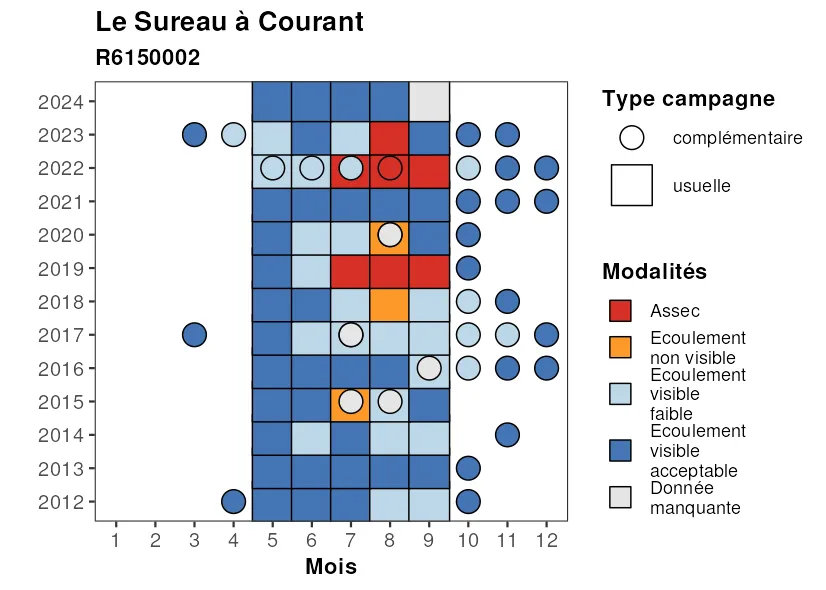 Le Sureau à Courant
R6150002
2024
2023
2022
2021
2020
2019
2018
2017
2016
2015
2014
2013
2012
1 2 3 4 5 6 7 8 9 10 11 12
Mois
Type campagne
complémentaire
usuelle
Modalités
Assec
Ecoulement
non visible
Ecoulement
visible
faible
Ecoulement
visible
acceptable
Donnée
manquante